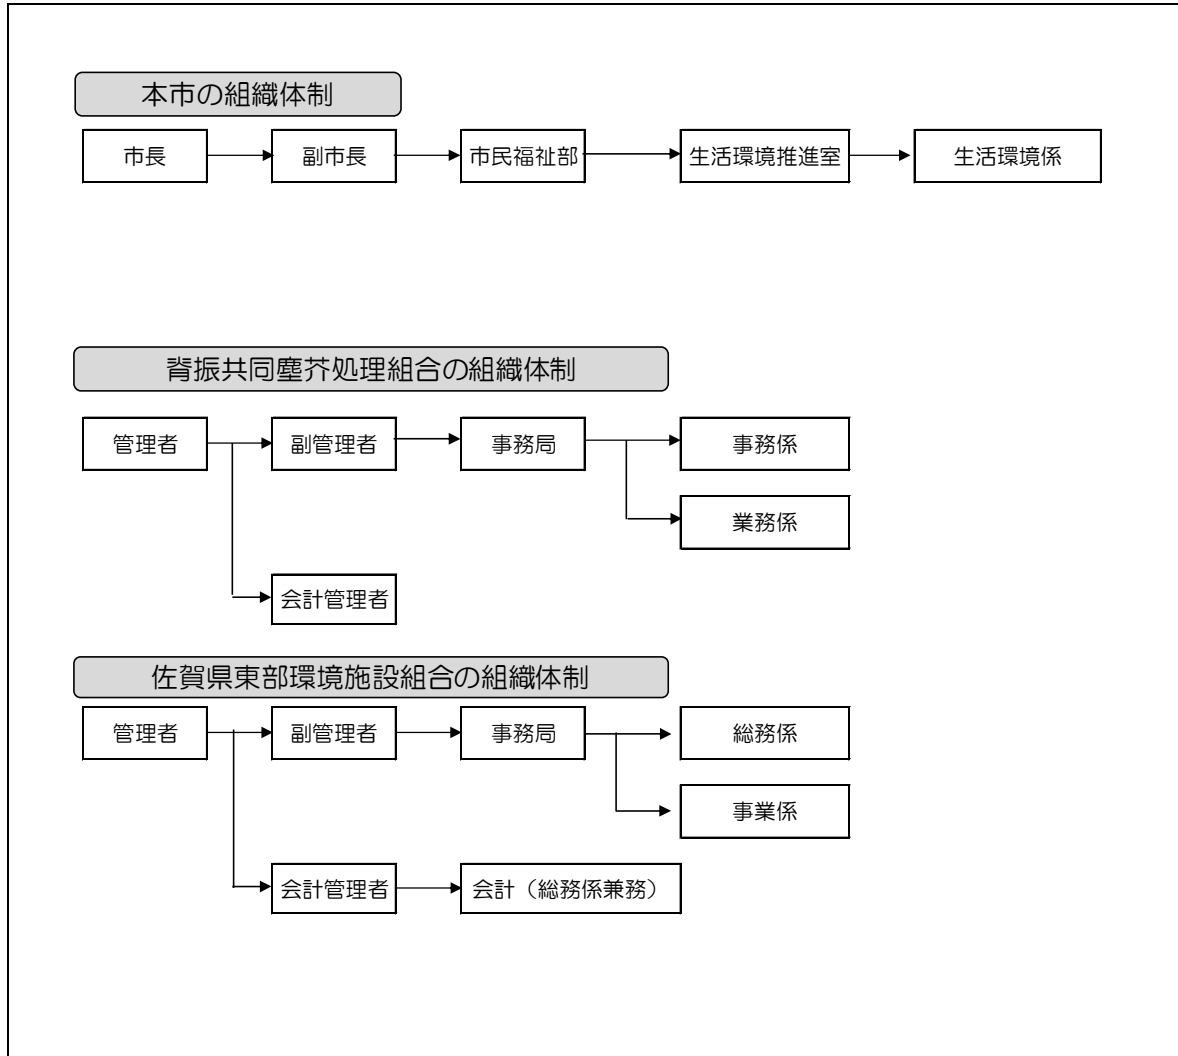 本市の組織体制
市長 副市長 市民福祉部 生活環境推進室 生活環境係
脊振共同塵芥処理組合の組織体制
管理者 副管理者 事務局 事務係
業務係
会計管理者
佐賀県東部環境施設組合の組織体制
管理者 副管理者 事務局 総務係
事業係
会計管理者 会計（総務係兼務）